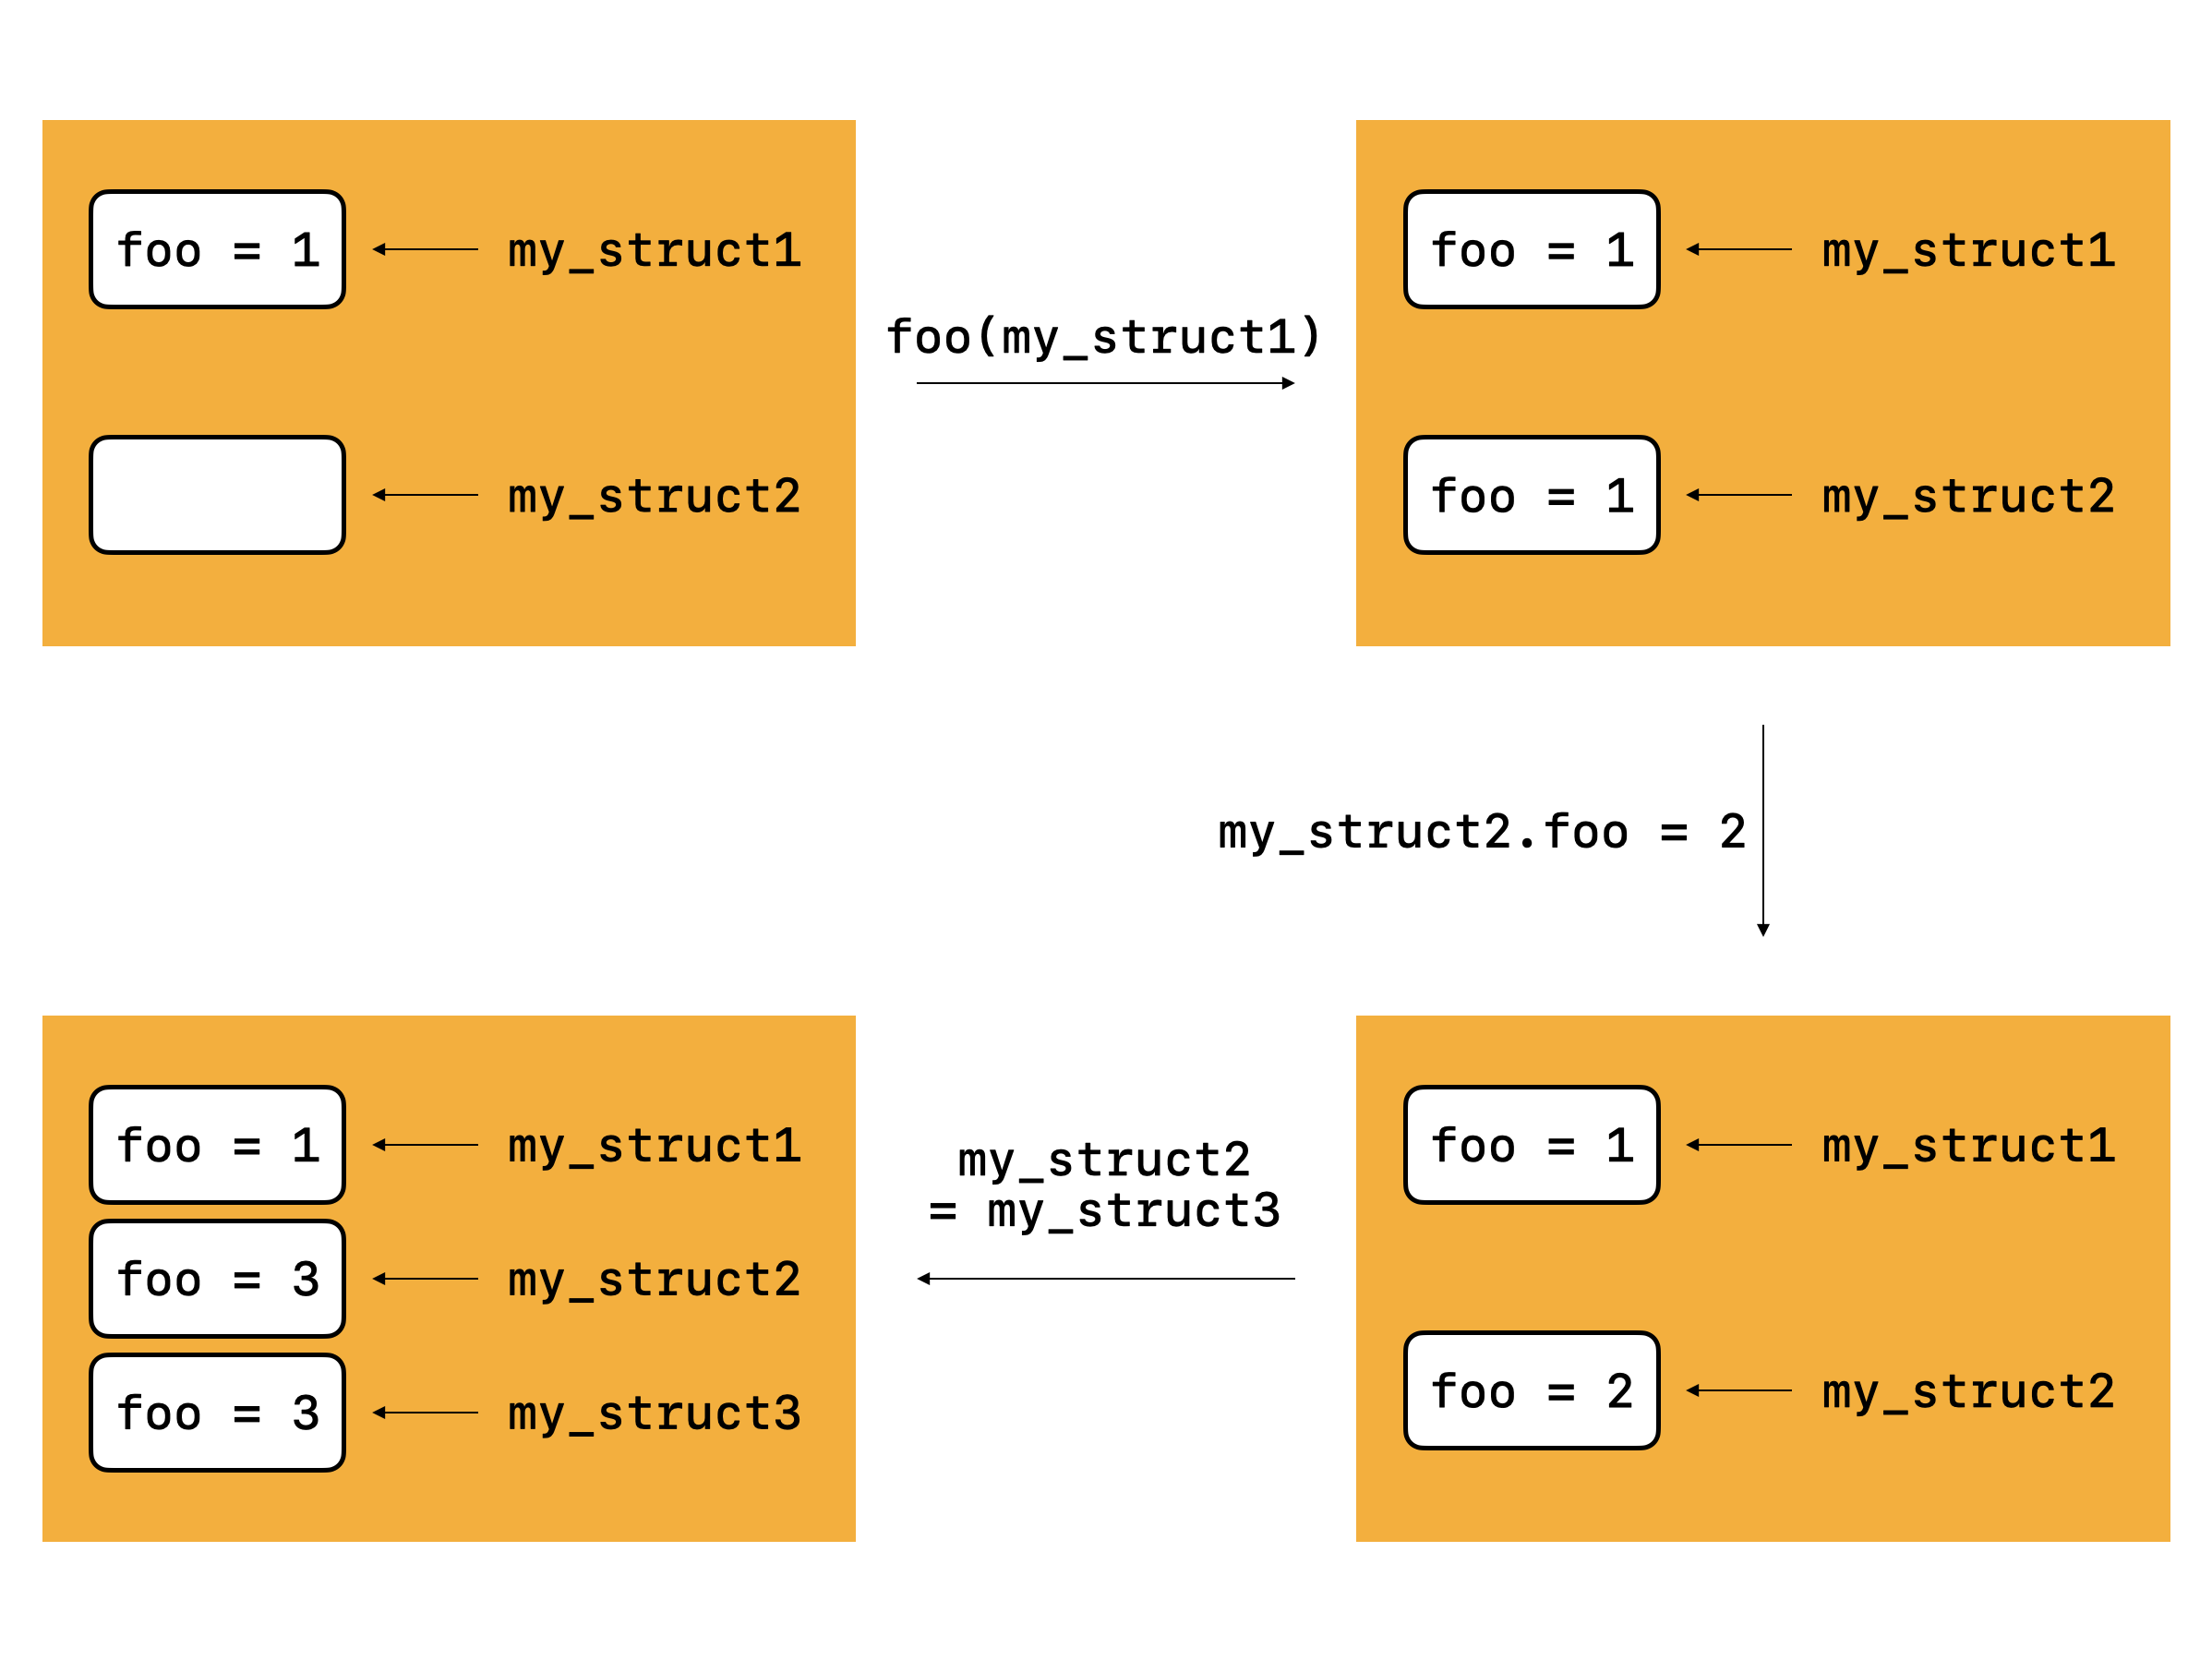 foo = 1
my_struct1
my_struct2
foo(my_struct1)
foo = 1
my_struct1
foo = 1
my_struct2
my_struct2.foo = 2
foo = 1
my_struct1
foo = 2
my_struct2
my_struct2
= my_struct3
foo = 1
my_struct1
foo = 3
my_struct2
foo = 3
my_struct3